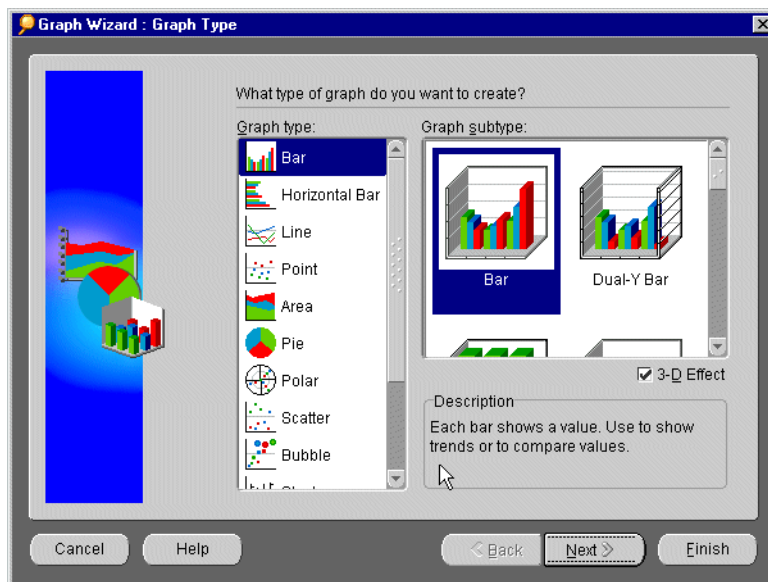 Graph Wizard : Graph Type
What type of graph do you want to create?
Graph type:
Bar
Horizontal Bar
Line
Point
Area
Pie
Polar
Scatter
Bubble
Graph subtype:
Bar
Dual-Y Bar
3-D Effect
Description
Each bar shows a value. Use to show
trends or to compare values.
Cancel
Help
Back
Next
Finish